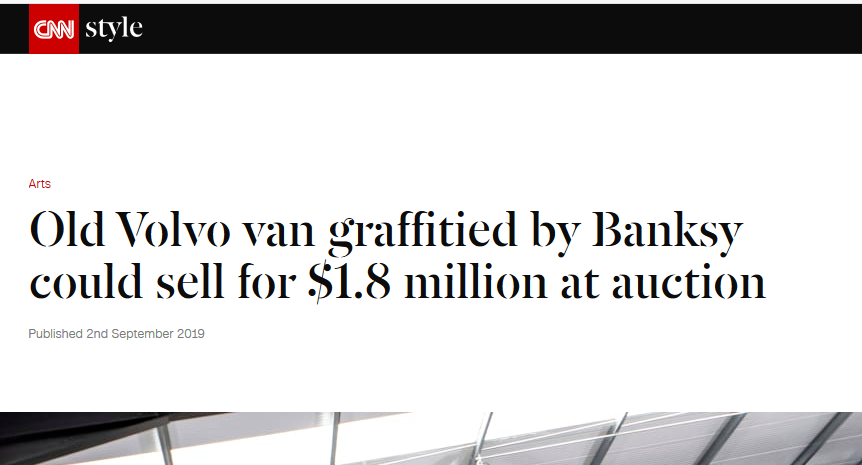 CNN style
Arts
Old Volvo van graffitied by Banksy
could sell for $1.8 million at auction
Published 2nd September 2019